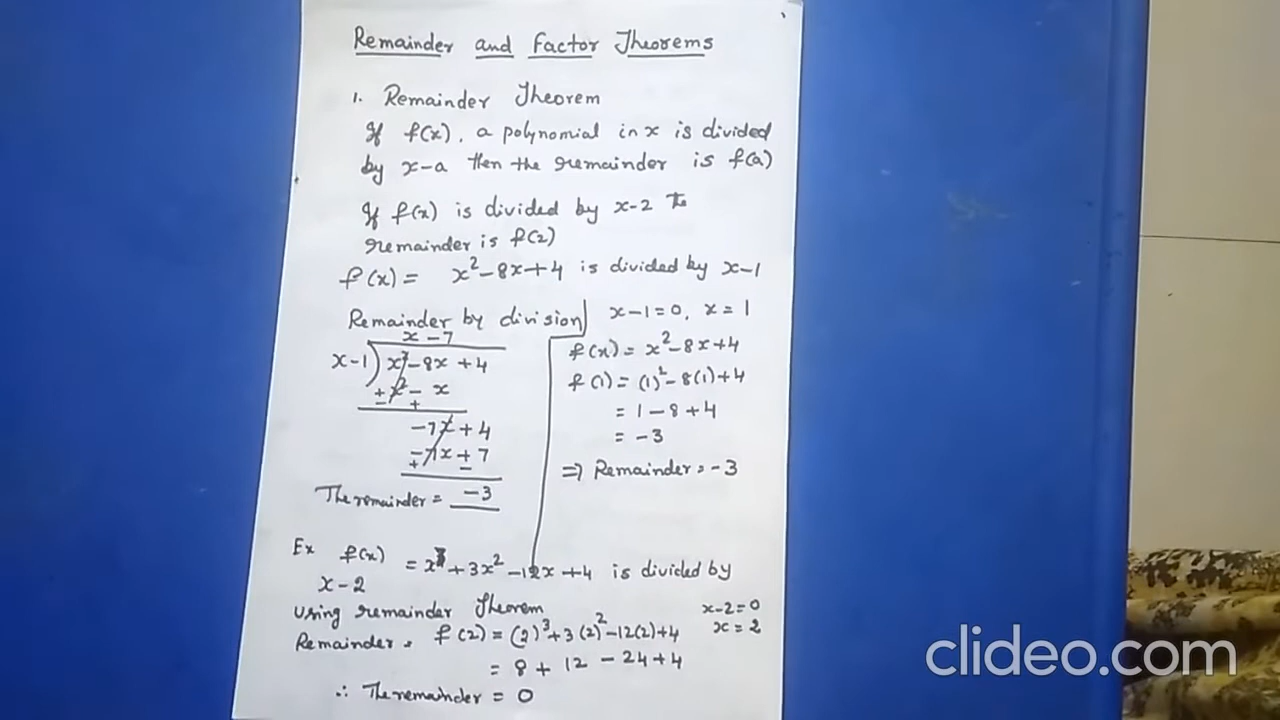 Remainder and Factor Theorems
1. Remainder Theorem
If f(x), a polynomial in x is divided
by x-a then the remainder is f(a)
If f(x) is divided by x-2 The
remainder is f(2)
f(x) = x²-8x+4 is divided by x-1
Remainder by division
x-7
x-1) x²-8x+4
+x²- x
- +
-7x+4
-7x+7
+ -
The remainder = -3
x-1=0, x=1
f(x) = x²-8x+4
f(1) = (1)²-8(1)+4
= 1-8+4
= -3
⇒ Remainder = -3
Ex f(x) = x³+3x²-12x+4 is divided by
x-2
Using remainder Theorem
x-2=0
x=2
Remainder = f(2) = (2)³+3(2)²-12(2)+4
= 8+12-24+4
∴ The remainder = 0
clideo.com